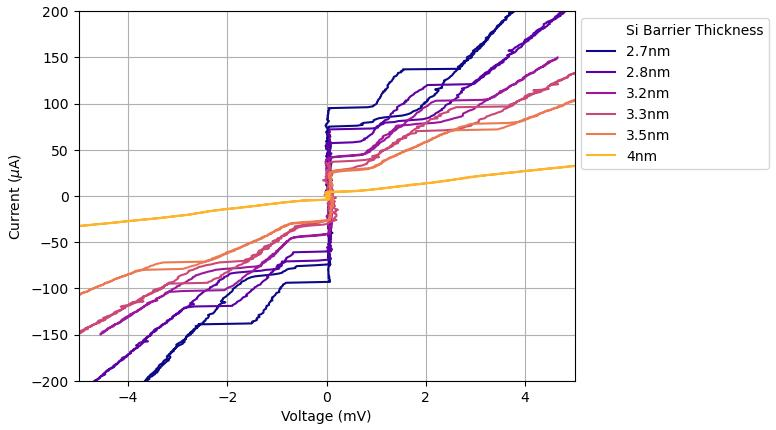 200
150
100
50
0
−50
−100
−150
−200
Current (μA)
−4 −2 0 2 4
Voltage (mV)
Si Barrier Thickness
2.7nm
2.8nm
3.2nm
3.3nm
3.5nm
4nm